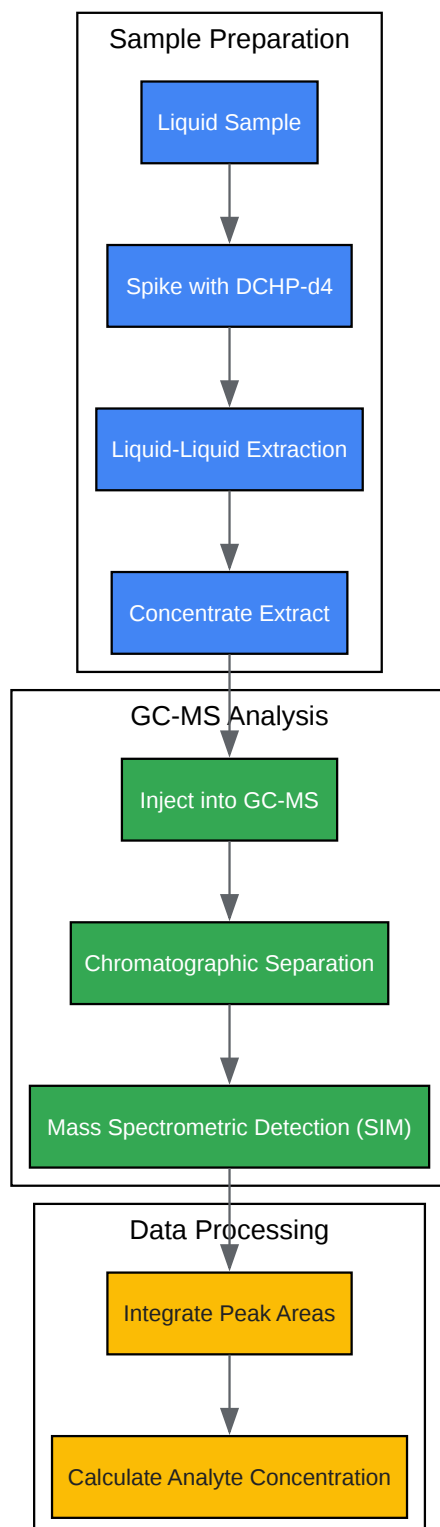 Sample Preparation
Liquid Sample
Spike with DCHP-d4
Liquid-Liquid Extraction
Concentrate Extract
GC-MS Analysis
Inject into GC-MS
Chromatographic Separation
Mass Spectrometric Detection (SIM)
Data Processing
Integrate Peak Areas
Calculate Analyte Concentration